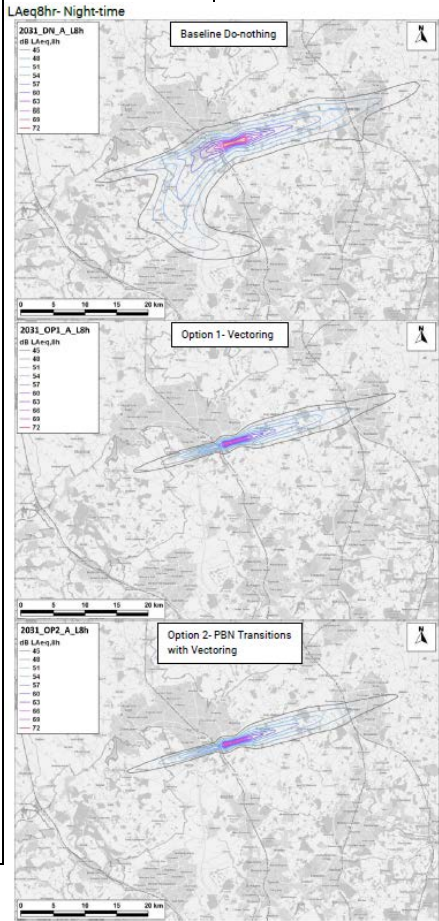 LAeq8hr- Night-time
2031_DN_A_L8h
dB LAeq,8h
45
48
51
54
57
60
63
66
69
72
Baseline Do-nothing
N
0 5 10 15 20 km
2031_OP1_A_L8h
dB LAeq,8h
45
48
51
54
57
60
63
66
69
72
Option 1- Vectoring
N
0 5 10 15 20 km
2031_OP2_A_L8h
dB LAeq,8h
45
48
51
54
57
60
63
66
69
72
Option 2- PBN Transitions
with Vectoring
N
0 5 10 15 20 km